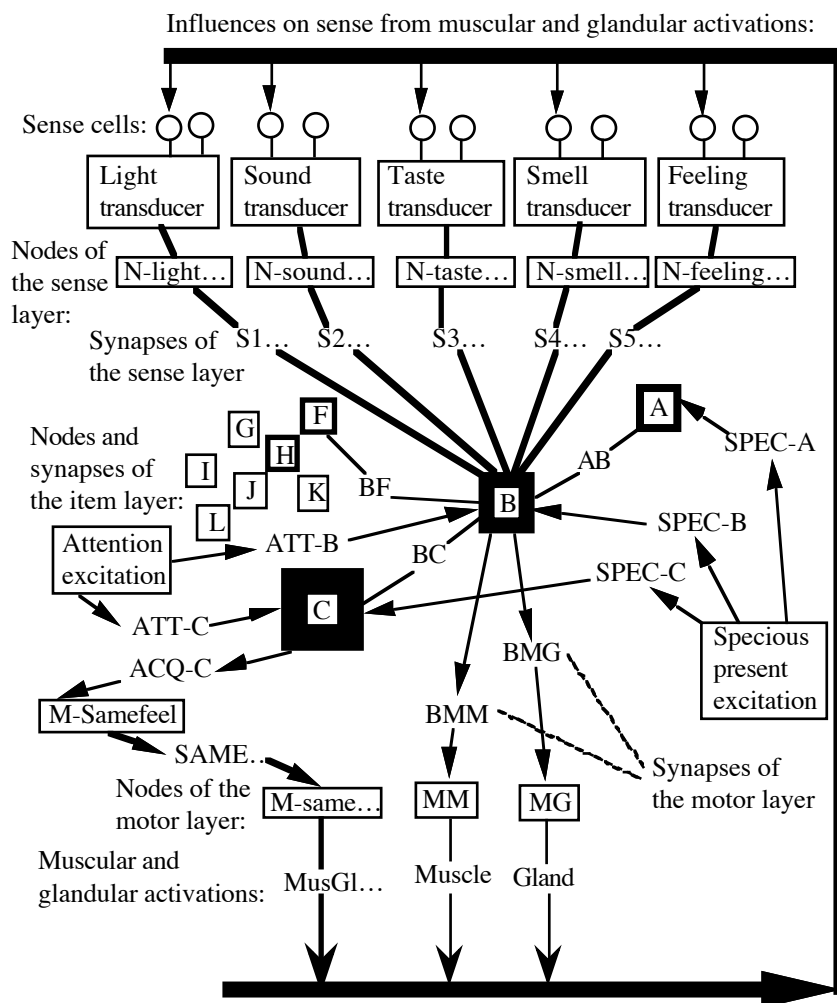 Influences on sense from muscular and glandular activations:
Sense cells:
Light
transducer
Sound
transducer
Taste
transducer
Smell
transducer
Feeling
transducer
Nodes of
the sense
layer:
N-light…
N-sound…
N-taste…
N-smell…
N-feeling…
Synapses of
the sense layer
S1…
S2…
S3…
S4…
S5…
Nodes and
synapses of
the item layer:
G
F
H
I
J
K
L
BF
B
AB
A
SPEC-A
SPEC-B
SPEC-C
Attention
excitation
ATT-B
BC
C
ATT-C
ACQ-C
Specious
present
excitation
M-Samefeel
SAME..
BMG
BMM
Synapses of
the motor layer
Nodes of the
motor layer:
M-same…
MM
MG
Muscular and
glandular activations:
MusGl…
Muscle
Gland